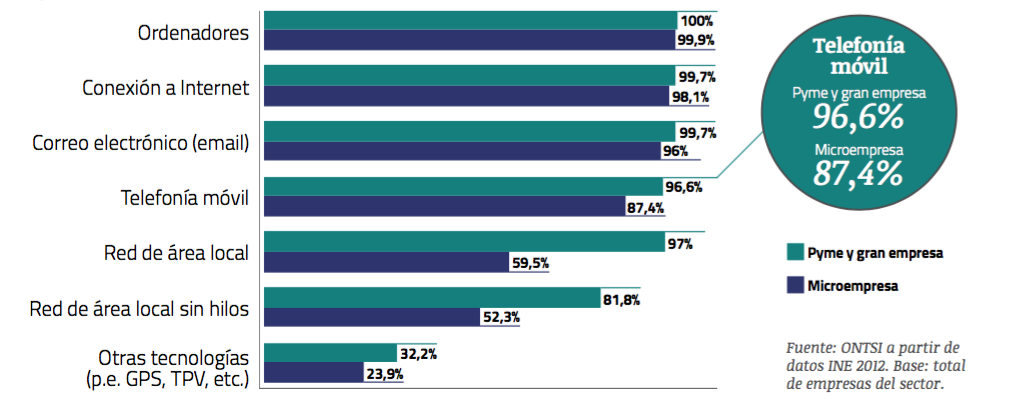 Ordenadores
100%
99,9%
Conexión a Internet
99,7%
98,1%
Correo electrónico (email)
99,7%
96%
Telefonía móvil
96,6%
87,4%
Red de área local
97%
59,5%
Red de área local sin hilos
81,8%
52,3%
Otras tecnologías
(p.e. GPS, TPV, etc.)
32,2%
23,9%
Telefonía
móvil
Pyme y gran empresa
96,6%
Microempresa
87,4%
Pyme y gran empresa
Microempresa
Fuente: ONTSI a partir de
datos INE 2012. Base: total
de empresas del sector.